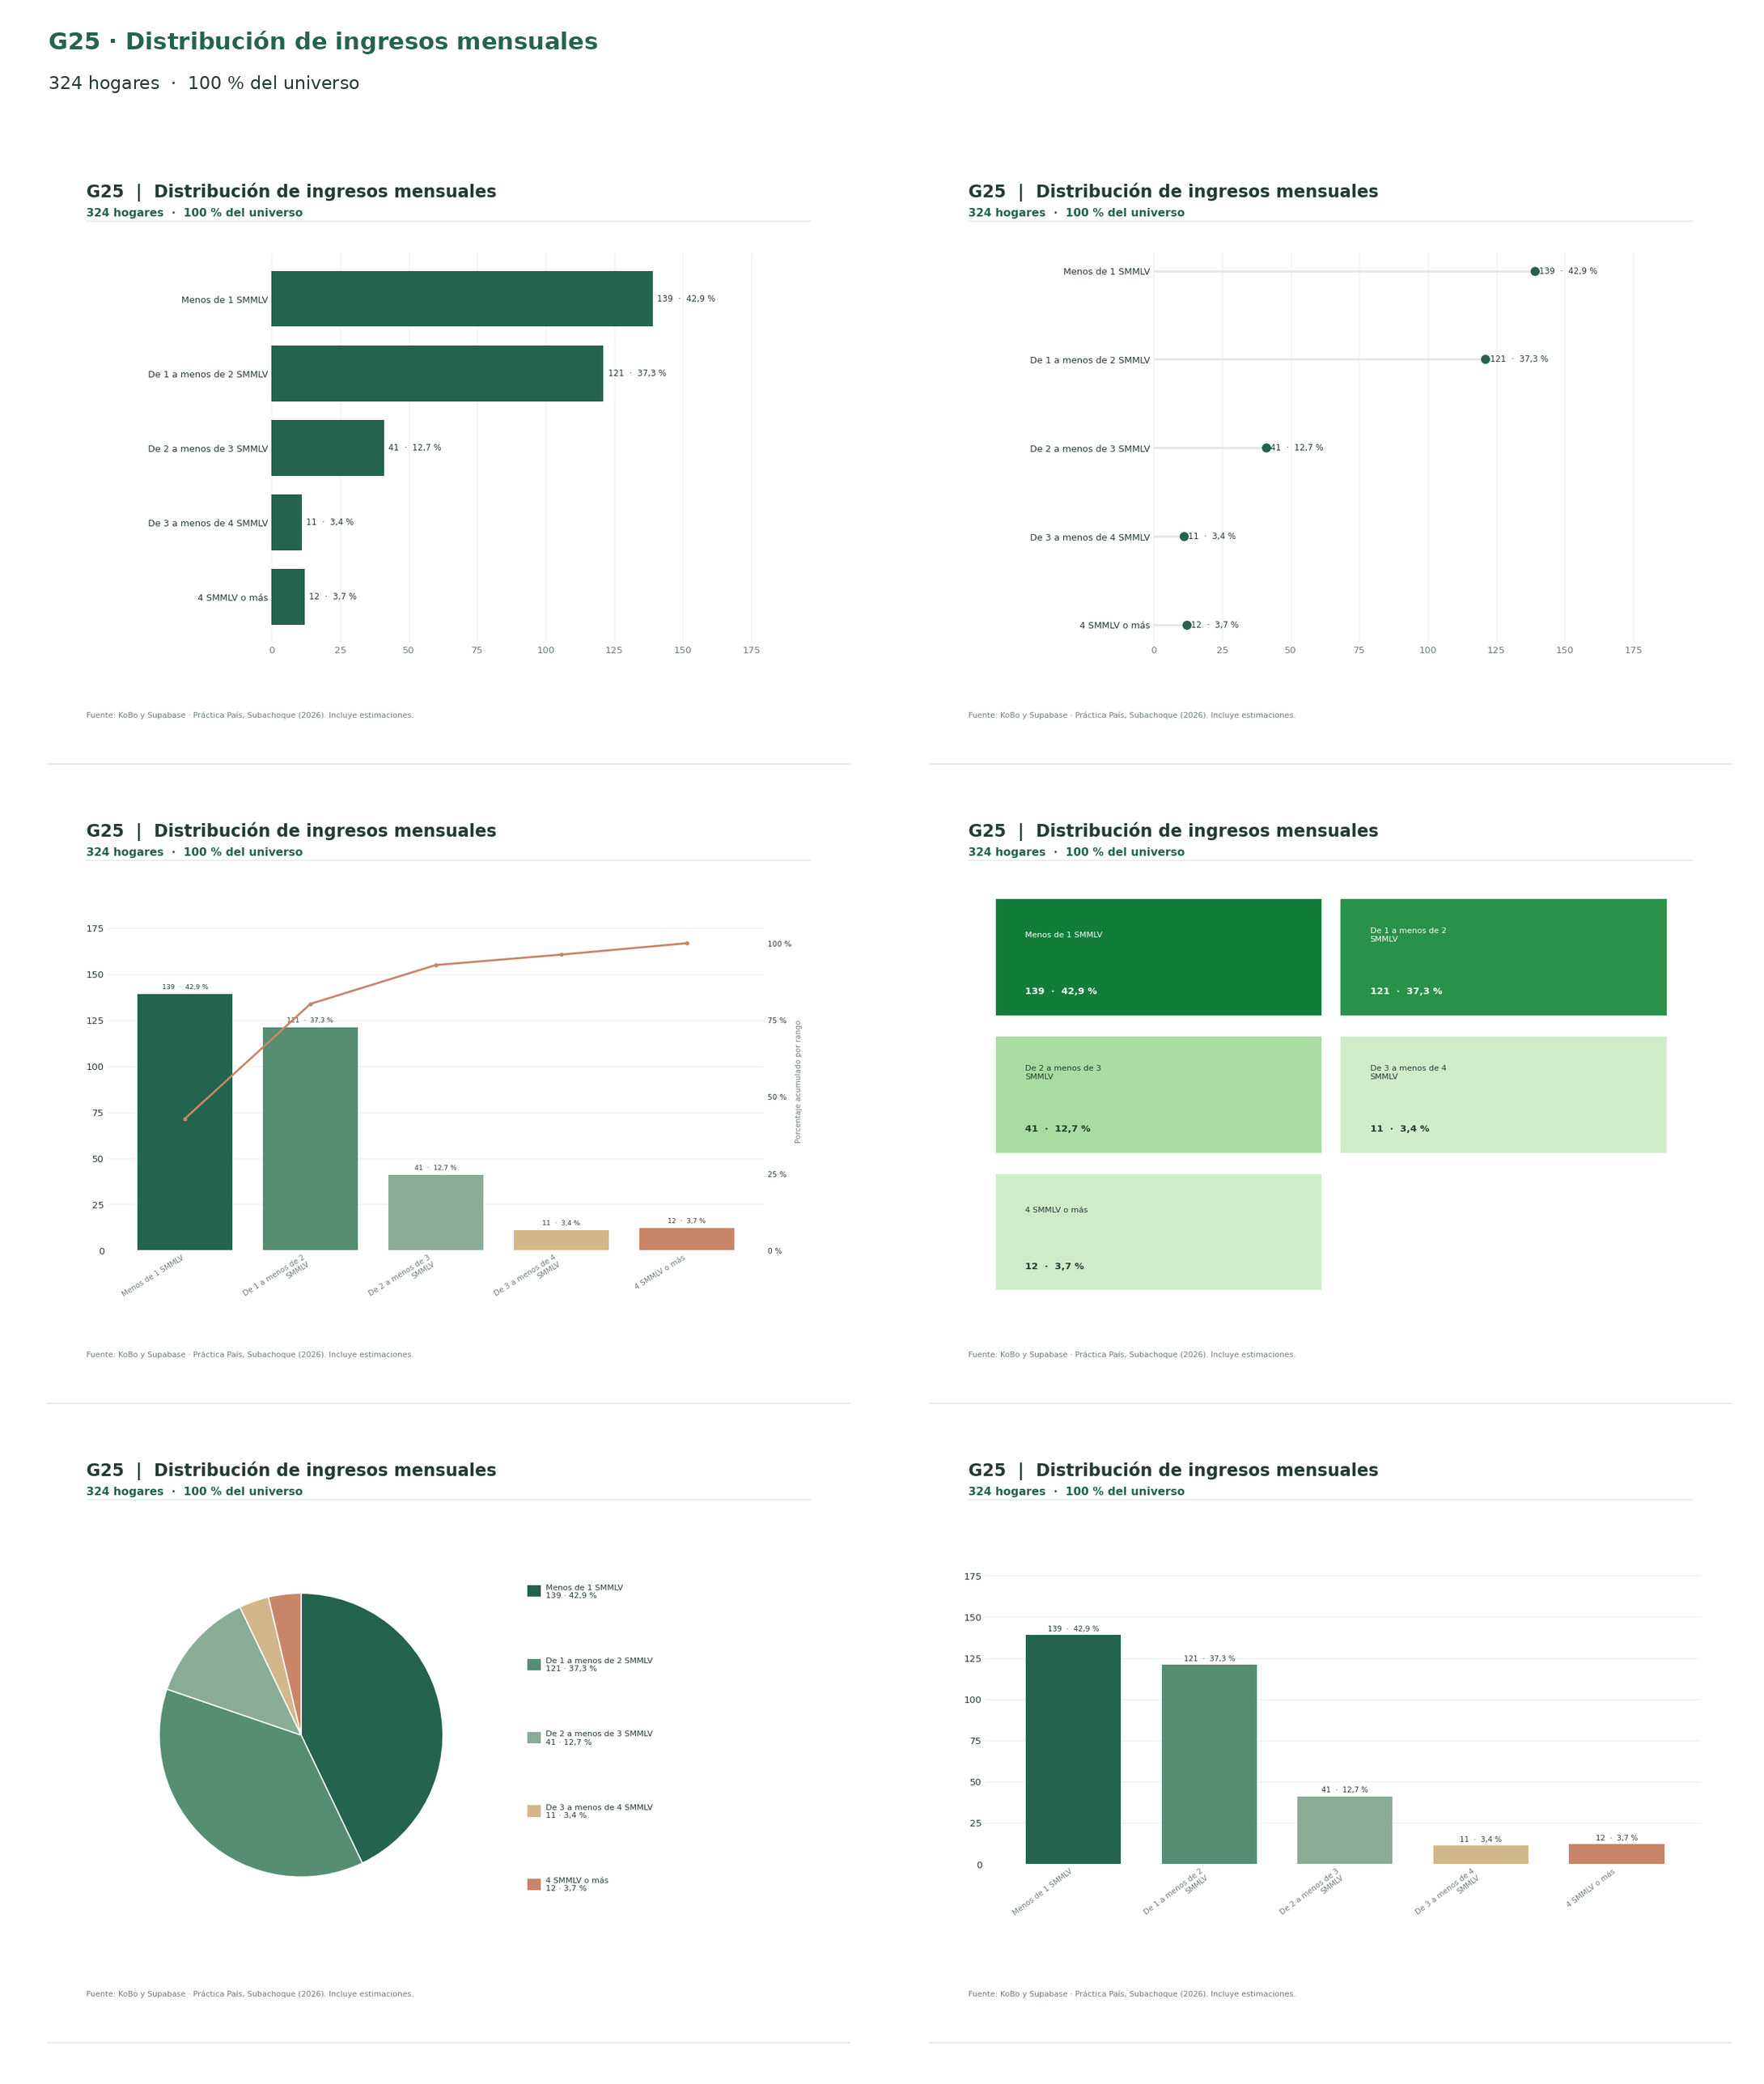 G25 · Distribución de ingresos mensuales
324 hogares · 100 % del universo
G25 | Distribución de ingresos mensuales
324 hogares · 100 % del universo
Menos de 1 SMMLV
139 · 42,9 %
De 1 a menos de 2 SMMLV
121 · 37,3 %
De 2 a menos de 3 SMMLV
41 · 12,7 %
De 3 a menos de 4 SMMLV
11 · 3,4 %
4 SMMLV o más
12 · 3,7 %
0 25 50 75 100 125 150 175
Fuente: KoBo y Supabase · Práctica País, Subachoque (2026). Incluye estimaciones.
G25 | Distribución de ingresos mensuales
324 hogares · 100 % del universo
Menos de 1 SMMLV
139 · 42,9 %
De 1 a menos de 2 SMMLV
121 · 37,3 %
De 2 a menos de 3 SMMLV
41 · 12,7 %
De 3 a menos de 4 SMMLV
11 · 3,4 %
4 SMMLV o más
12 · 3,7 %
0 25 50 75 100 125 150 175
Fuente: KoBo y Supabase · Práctica País, Subachoque (2026). Incluye estimaciones.
G25 | Distribución de ingresos mensuales
324 hogares · 100 % del universo
175
150
125
100
75
50
25
0
139 · 42,9 %
121 · 37,3 %
41 · 12,7 %
11 · 3,4 %
12 · 3,7 %
100 %
75 %
50 %
25 %
0 %
Porcentaje acumulado por rango
Menos de 1 SMMLV
De 1 a menos de 2
SMMLV
De 2 a menos de 3
SMMLV
De 3 a menos de 4
SMMLV
4 SMMLV o más
Fuente: KoBo y Supabase · Práctica País, Subachoque (2026). Incluye estimaciones.
G25 | Distribución de ingresos mensuales
324 hogares · 100 % del universo
Menos de 1 SMMLV
139 · 42,9 %
De 1 a menos de 2
SMMLV
121 · 37,3 %
De 2 a menos de 3
SMMLV
41 · 12,7 %
De 3 a menos de 4
SMMLV
11 · 3,4 %
4 SMMLV o más
12 · 3,7 %
Fuente: KoBo y Supabase · Práctica País, Subachoque (2026). Incluye estimaciones.
G25 | Distribución de ingresos mensuales
324 hogares · 100 % del universo
Menos de 1 SMMLV
139 · 42,9 %
De 1 a menos de 2 SMMLV
121 · 37,3 %
De 2 a menos de 3 SMMLV
41 · 12,7 %
De 3 a menos de 4 SMMLV
11 · 3,4 %
4 SMMLV o más
12 · 3,7 %
Fuente: KoBo y Supabase · Práctica País, Subachoque (2026). Incluye estimaciones.
G25 | Distribución de ingresos mensuales
324 hogares · 100 % del universo
175
150
125
100
75
50
25
0
139 · 42,9 %
121 · 37,3 %
41 · 12,7 %
11 · 3,4 %
12 · 3,7 %
Menos de 1 SMMLV
De 1 a menos de 2
SMMLV
De 2 a menos de 3
SMMLV
De 3 a menos de 4
SMMLV
4 SMMLV o más
Fuente: KoBo y Supabase · Práctica País, Subachoque (2026). Incluye estimaciones.